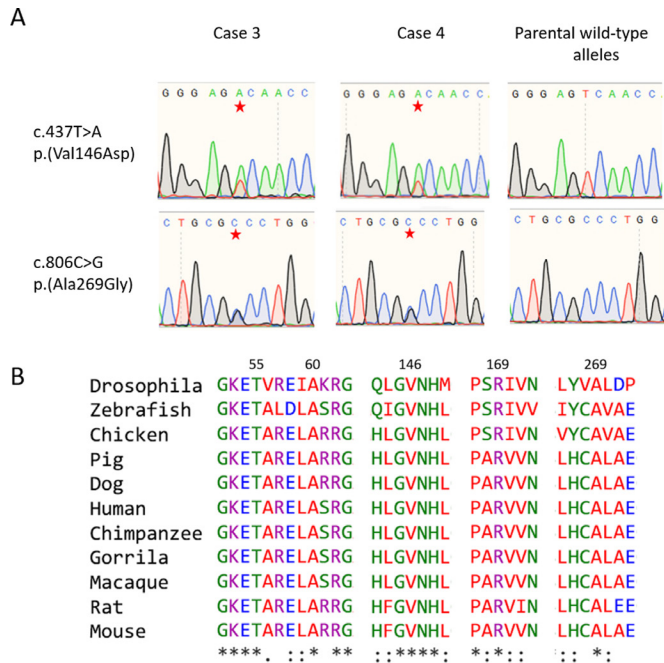 A
Case 3 Case 4 Parental wild-type
alleles
G G G A G A C A A C C G G G A G A C A A C C G G G A G T C A A C C
c.437T>A
p.(Val146Asp)
C T G C G C C C T G G C T G C G C C C T G G C T G C G C C C T G G
c.806C>G
p.(Ala269Gly)
B
55 60 146 169 269
Drosophila GKETVREIAKRG QLGVNHM PSRIVN LYVALDP
Zebrafish GKETALDLASRG QIGVNHL PSRIVV IYCAVAE
Chicken GKETARELARRG HLGVNHL PSRIVN VYCAVAE
Pig GKETARELARRG HLGVNHL PARVVN LHCALAE
Dog GKETARELARRG HLGVNHL PARVVN LHCALAE
Human GKETARELASRG HLGVNHL PARVVN LHCALAE
Chimpanzee GKETARELASRG HLGVNHL PARVVN LHCALAE
Gorrila GKETARELASRG HLGVNHL PARVVN LHCALAE
Macaque GKETARELASRG HLGVNHL PARVVN LHCALAE
Rat GKETARELARRG HFGVNHL PARVIN LHCALEE
Mouse GKETARELARRG HFGVNHL PARVVN LHCALAE
****. ::* ** ::****: *:*:: :: *: